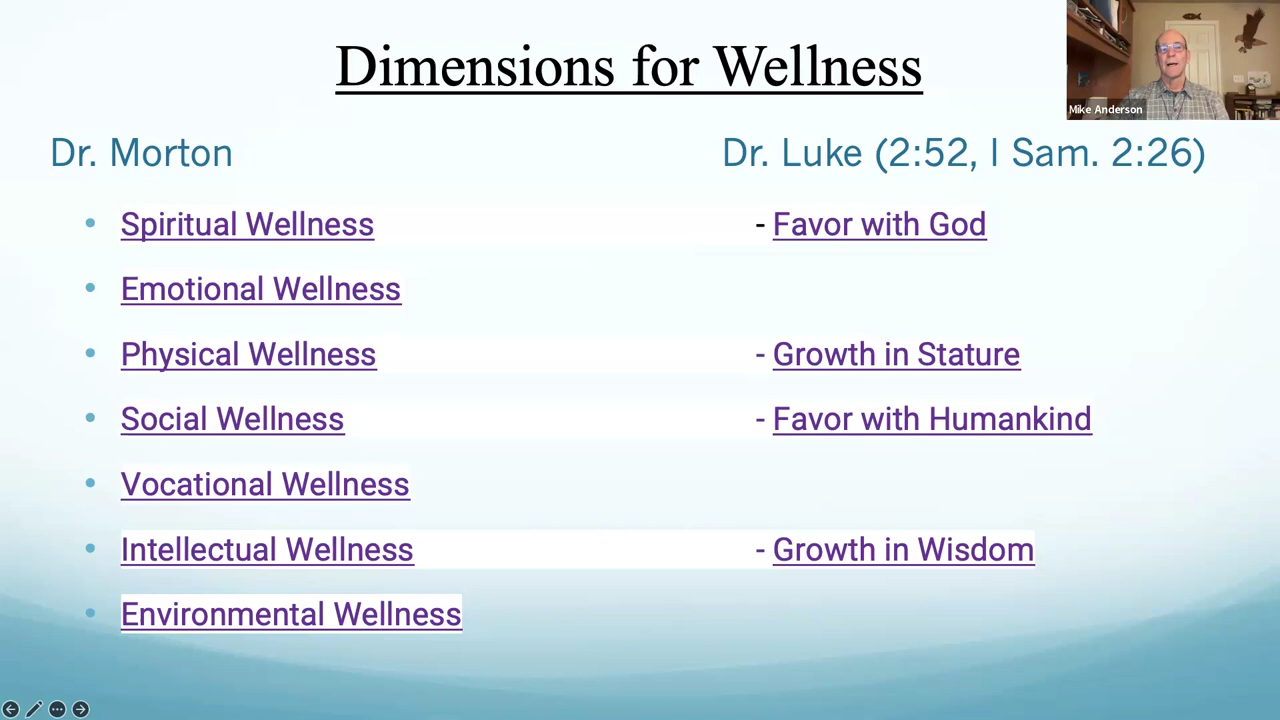 Dimensions for Wellness
Mike Anderson
Dr. Morton
Dr. Luke (2:52, I Sam. 2:26)
• Spiritual Wellness - Favor with God
• Emotional Wellness
• Physical Wellness - Growth in Stature
• Social Wellness - Favor with Humankind
• Vocational Wellness
• Intellectual Wellness - Growth in Wisdom
• Environmental Wellness